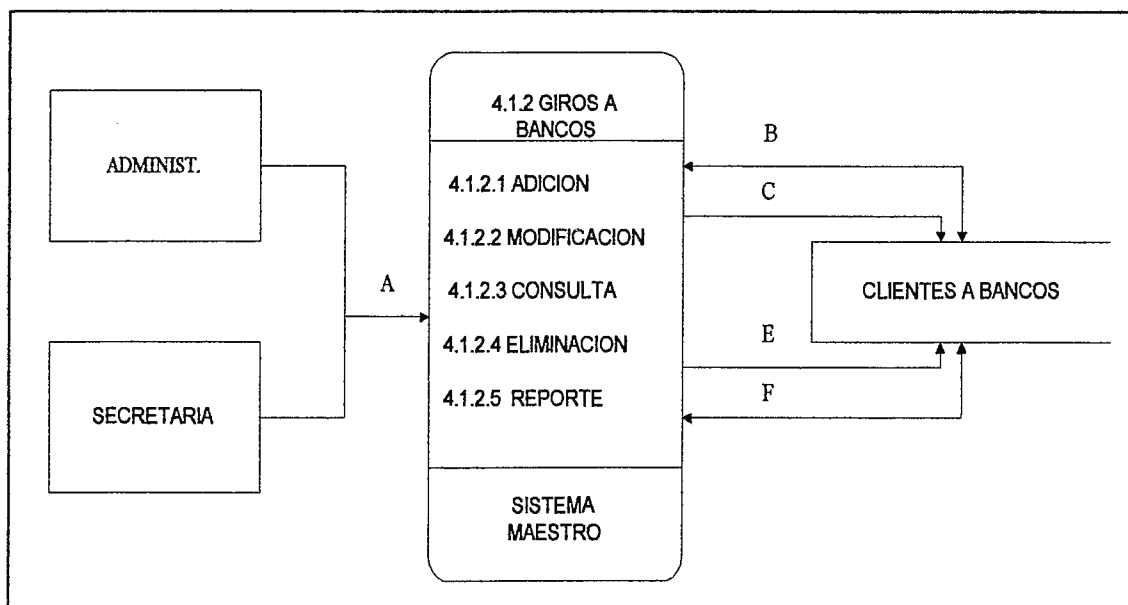 ADMINIST.
SECRETARIA
A
4.1.2 GIROS A
BANCOS
4.1.2.1 ADICION
4.1.2.2 MODIFICACION
4.1.2.3 CONSULTA
4.1.2.4 ELIMINACION
4.1.2.5 REPORTE
SISTEMA
MAESTRO
B
C
CLIENTES A BANCOS
E
F